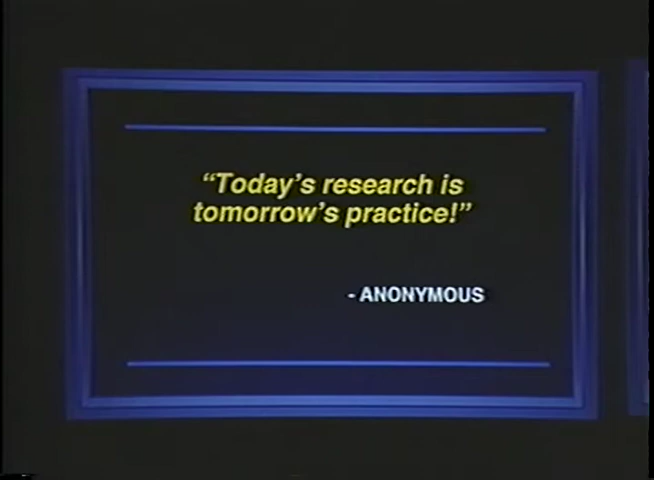 “Today’s research is
tomorrow’s practice!”
- ANONYMOUS